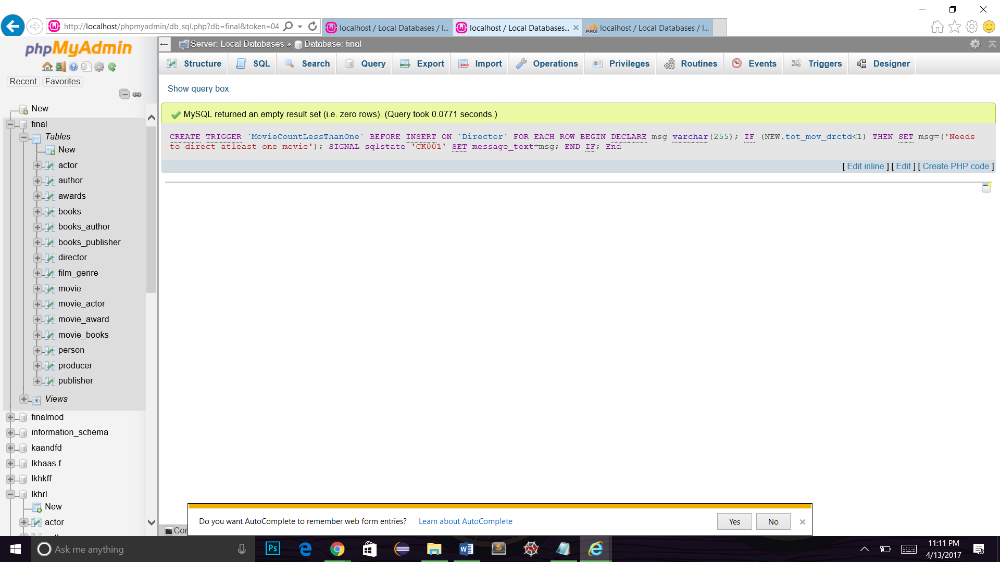 http://localhost/phpmyadmin/db_sql.php?db=final&token=04
localhost / Local Databases / l...
localhost / Local Databases...
localhost / Local Databases / l...
phpMyAdmin
Recent
Favorites
New
final
Tables
New
actor
author
awards
books
books_author
books_publisher
director
film_genre
movie
movie_actor
movie_award
movie_books
person
producer
publisher
Views
finalmod
information_schema
kaandfd
lkhaas.f
lkhkff
lkhrl
New
actor
Server: Local Databases » Database: final
Structure SQL Search Query Export Import Operations Privileges Routines Events Triggers Designer
Show query box
MySQL returned an empty result set (i.e. zero rows). (Query took 0.0771 seconds.)
CREATE TRIGGER `MovieCountLessThanOne` BEFORE INSERT ON `Director` FOR EACH ROW BEGIN DECLARE msg varchar(255); IF (NEW.tot_mov_drctd<1) THEN SET msg=('Needs
to direct atleast one movie'); SIGNAL sqlstate 'CK001' SET message_text=msg; END IF; End
[ Edit inline ] [ Edit ] [ Create PHP code ]
Do you want AutoComplete to remember web form entries? Learn about AutoComplete
Yes
No
Ask me anything
Ps
11:11 PM
4/13/2017